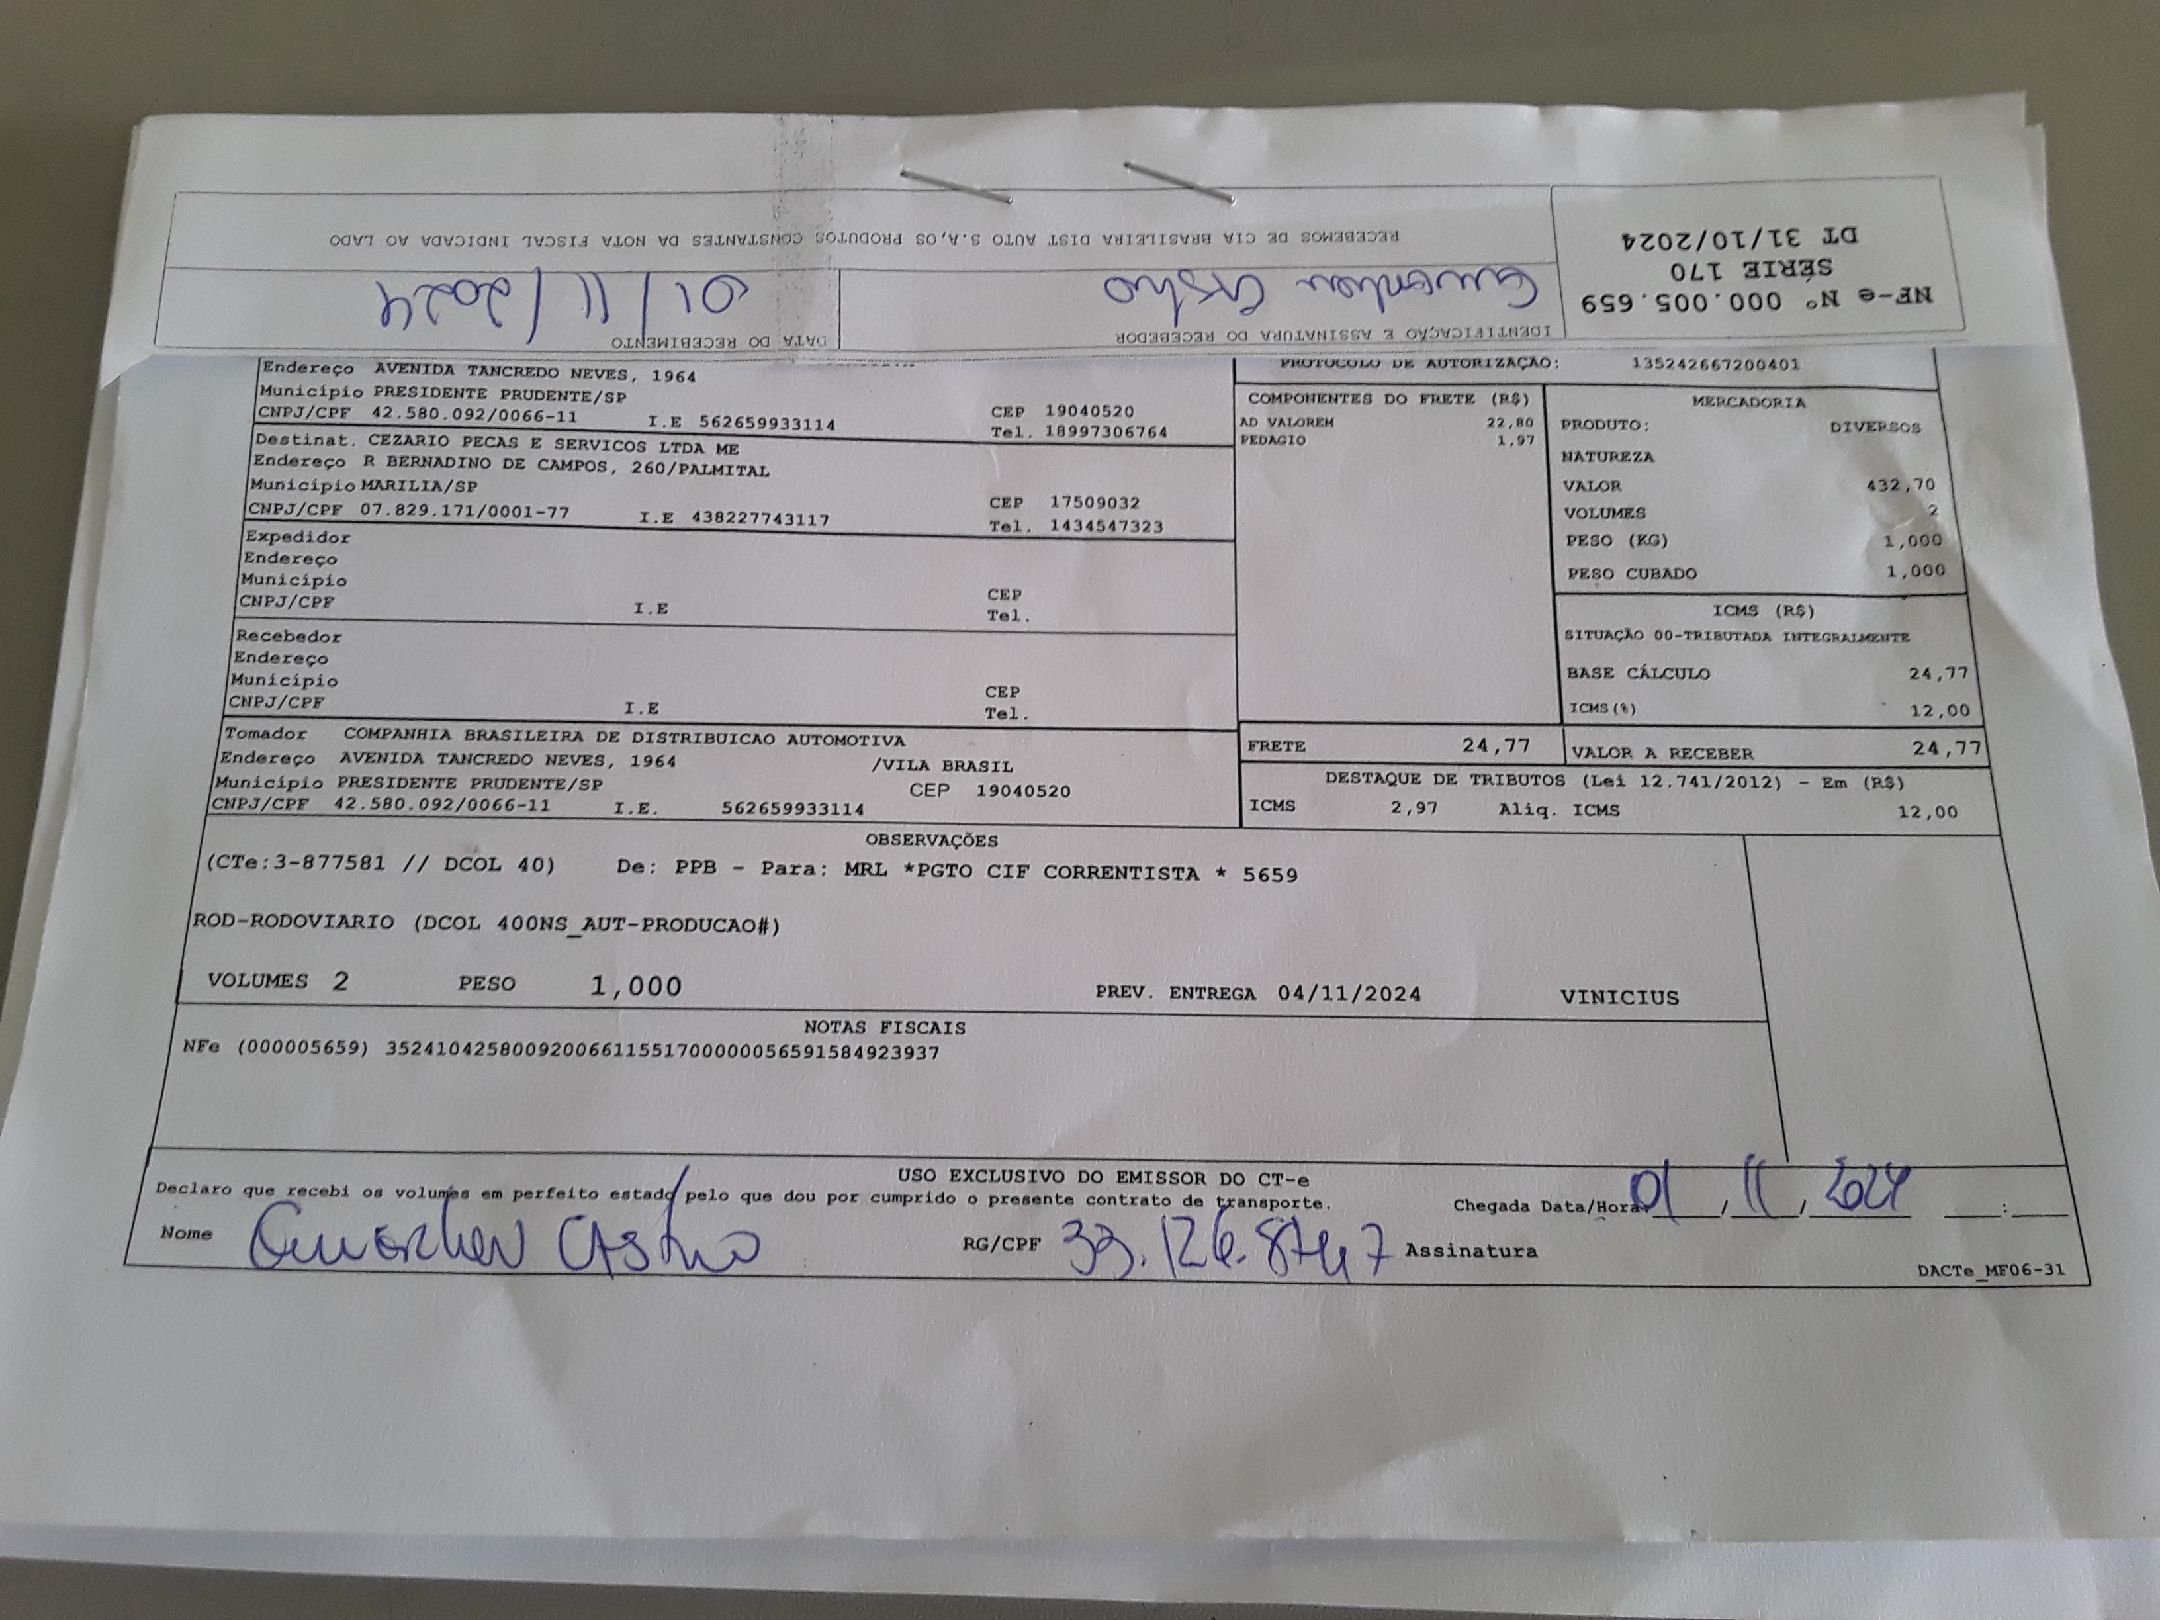 NF-e Nº 000.005.659
SÉRIE 170
DT 31/10/2024
IDENTIFICAÇÃO E ASSINATURA DO RECEBEDOR
DATA DO RECEBIMENTO
Castro
01/11/2024
RECEBEMOS DE CIA BRASILEIRA DIST AUTO S.A,OS PRODUTOS CONSTANTES DA NOTA FISCAL INDICADA AO LADO
Endereço AVENIDA TANCREDO NEVES, 1964
Município PRESIDENTE PRUDENTE/SP
CEP 19040520
CNPJ/CPF 42.580.092/0066-11 I.E 562659933114
Tel. 18997306764
Destinat. CEZARIO PECAS E SERVICOS LTDA ME
Endereço R BERNADINO DE CAMPOS, 260/PALMITAL
Município MARILIA/SP
CEP 17509032
CNPJ/CPF 07.829.171/0001-77 I.E 438227743117
Tel. 1434547323
Expedidor
Endereço
Município
CEP
CNPJ/CPF I.E
Tel.
Recebedor
Endereço
Município
CEP
CNPJ/CPF I.E
Tel.
Tomador COMPANHIA BRASILEIRA DE DISTRIBUICAO AUTOMOTIVA
Endereço AVENIDA TANCREDO NEVES, 1964 /VILA BRASIL
Município PRESIDENTE PRUDENTE/SP CEP 19040520
CNPJ/CPF 42.580.092/0066-11 I.E. 562659933114
PROTOCOLO DE AUTORIZAÇÃO: 135242667200401
COMPONENTES DO FRETE (R$)
AD VALOREM 22,80
PEDAGIO 1,97
MERCADORIA
PRODUTO: DIVERSOS
NATUREZA
VALOR 432,70
VOLUMES 2
PESO (KG) 1,000
PESO CUBADO 1,000
ICMS (R$)
SITUAÇÃO 00-TRIBUTADA INTEGRALMENTE
BASE CÁLCULO 24,77
ICMS(%) 12,00
FRETE 24,77 VALOR A RECEBER 24,77
DESTAQUE DE TRIBUTOS (Lei 12.741/2012) - Em (R$)
ICMS 2,97 Aliq. ICMS 12,00
OBSERVAÇÕES
(CTe:3-877581 // DCOL 40) De: PPB - Para: MRL *PGTO CIF CORRENTISTA * 5659
ROD-RODOVIARIO (DCOL 400NS_AUT-PRODUCAO#)
VOLUMES 2 PESO 1,000 PREV. ENTREGA 04/11/2024 VINICIUS
NOTAS FISCAIS
NFe (000005659) 35241042580092006611551700000056591584923937
USO EXCLUSIVO DO EMISSOR DO CT-e
Declaro que recebi os volumes em perfeito estado pelo que dou por cumprido o presente contrato de transporte.
Chegada Data/Hora: 01/11/2024 :
Nome Castro RG/CPF Assinatura
DACTe_MF06-31